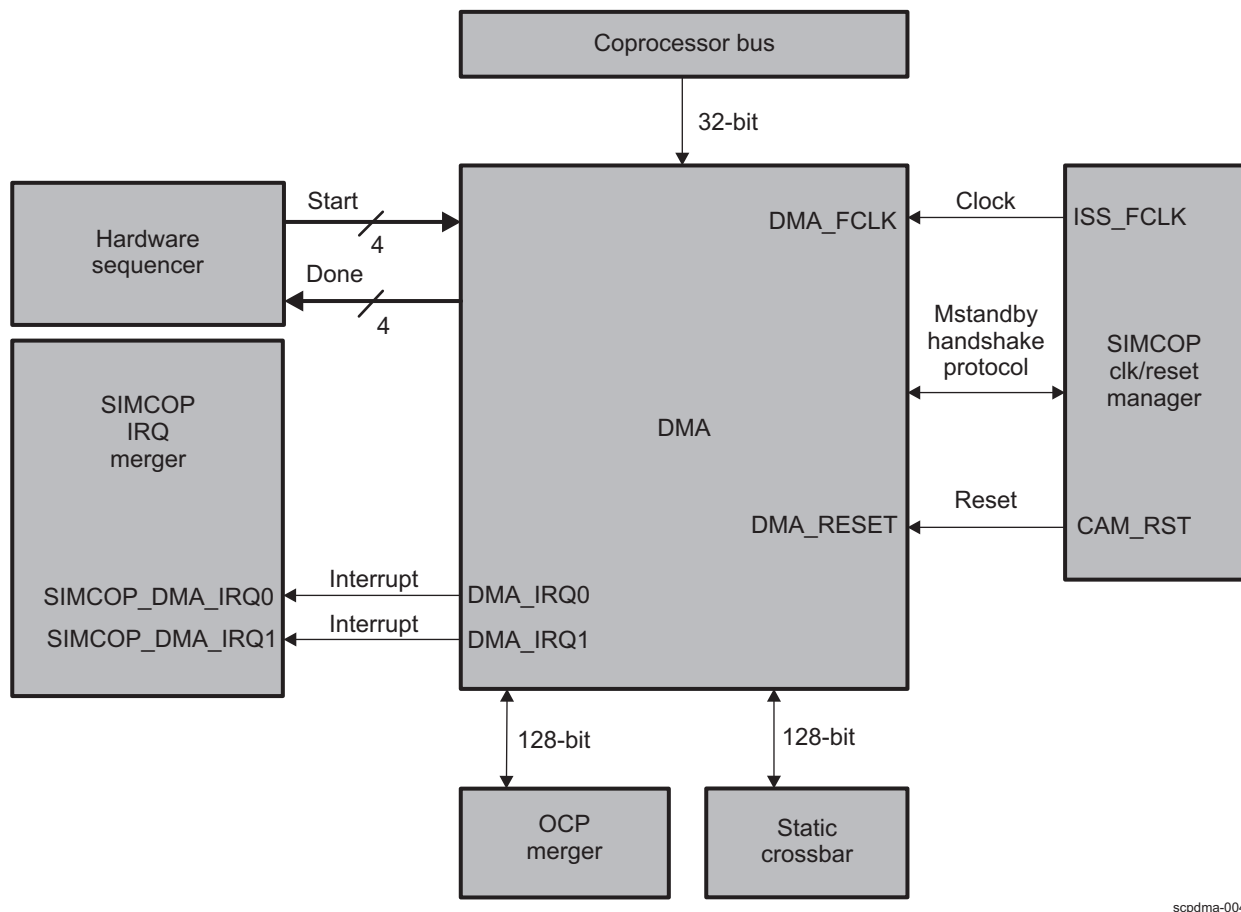 Coprocessor bus
32-bit
Hardware
sequencer
Start
4
Done
4
DMA_FCLK
Clock
ISS_FCLK
Mstandby
handshake
protocol
SIMCOP
clk/reset
manager
SIMCOP
IRQ
merger
DMA
DMA_RESET
Reset
CAM_RST
SIMCOP_DMA_IRQ0
Interrupt
DMA_IRQ0
SIMCOP_DMA_IRQ1
Interrupt
DMA_IRQ1
128-bit
128-bit
OCP
merger
Static
crossbar
scpdma-004